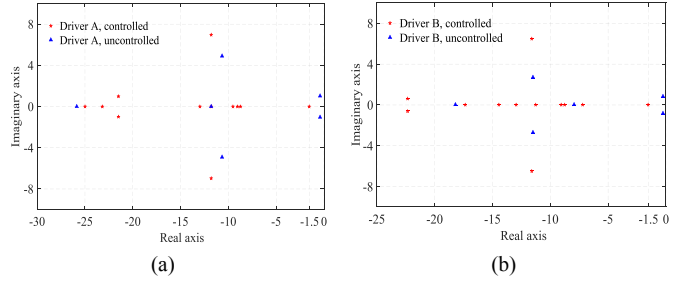 Driver A, controlled
Driver A, uncontrolled
8
4
0
-4
-8
Imaginary axis
-30 -25 -20 -15 -10 -5 -1.5 0
Real axis
(a)
Driver B, controlled
Driver B, uncontrolled
8
4
0
-4
-8
Imaginary axis
-25 -20 -15 -10 -5 -1.5 0
Real axis
(b)